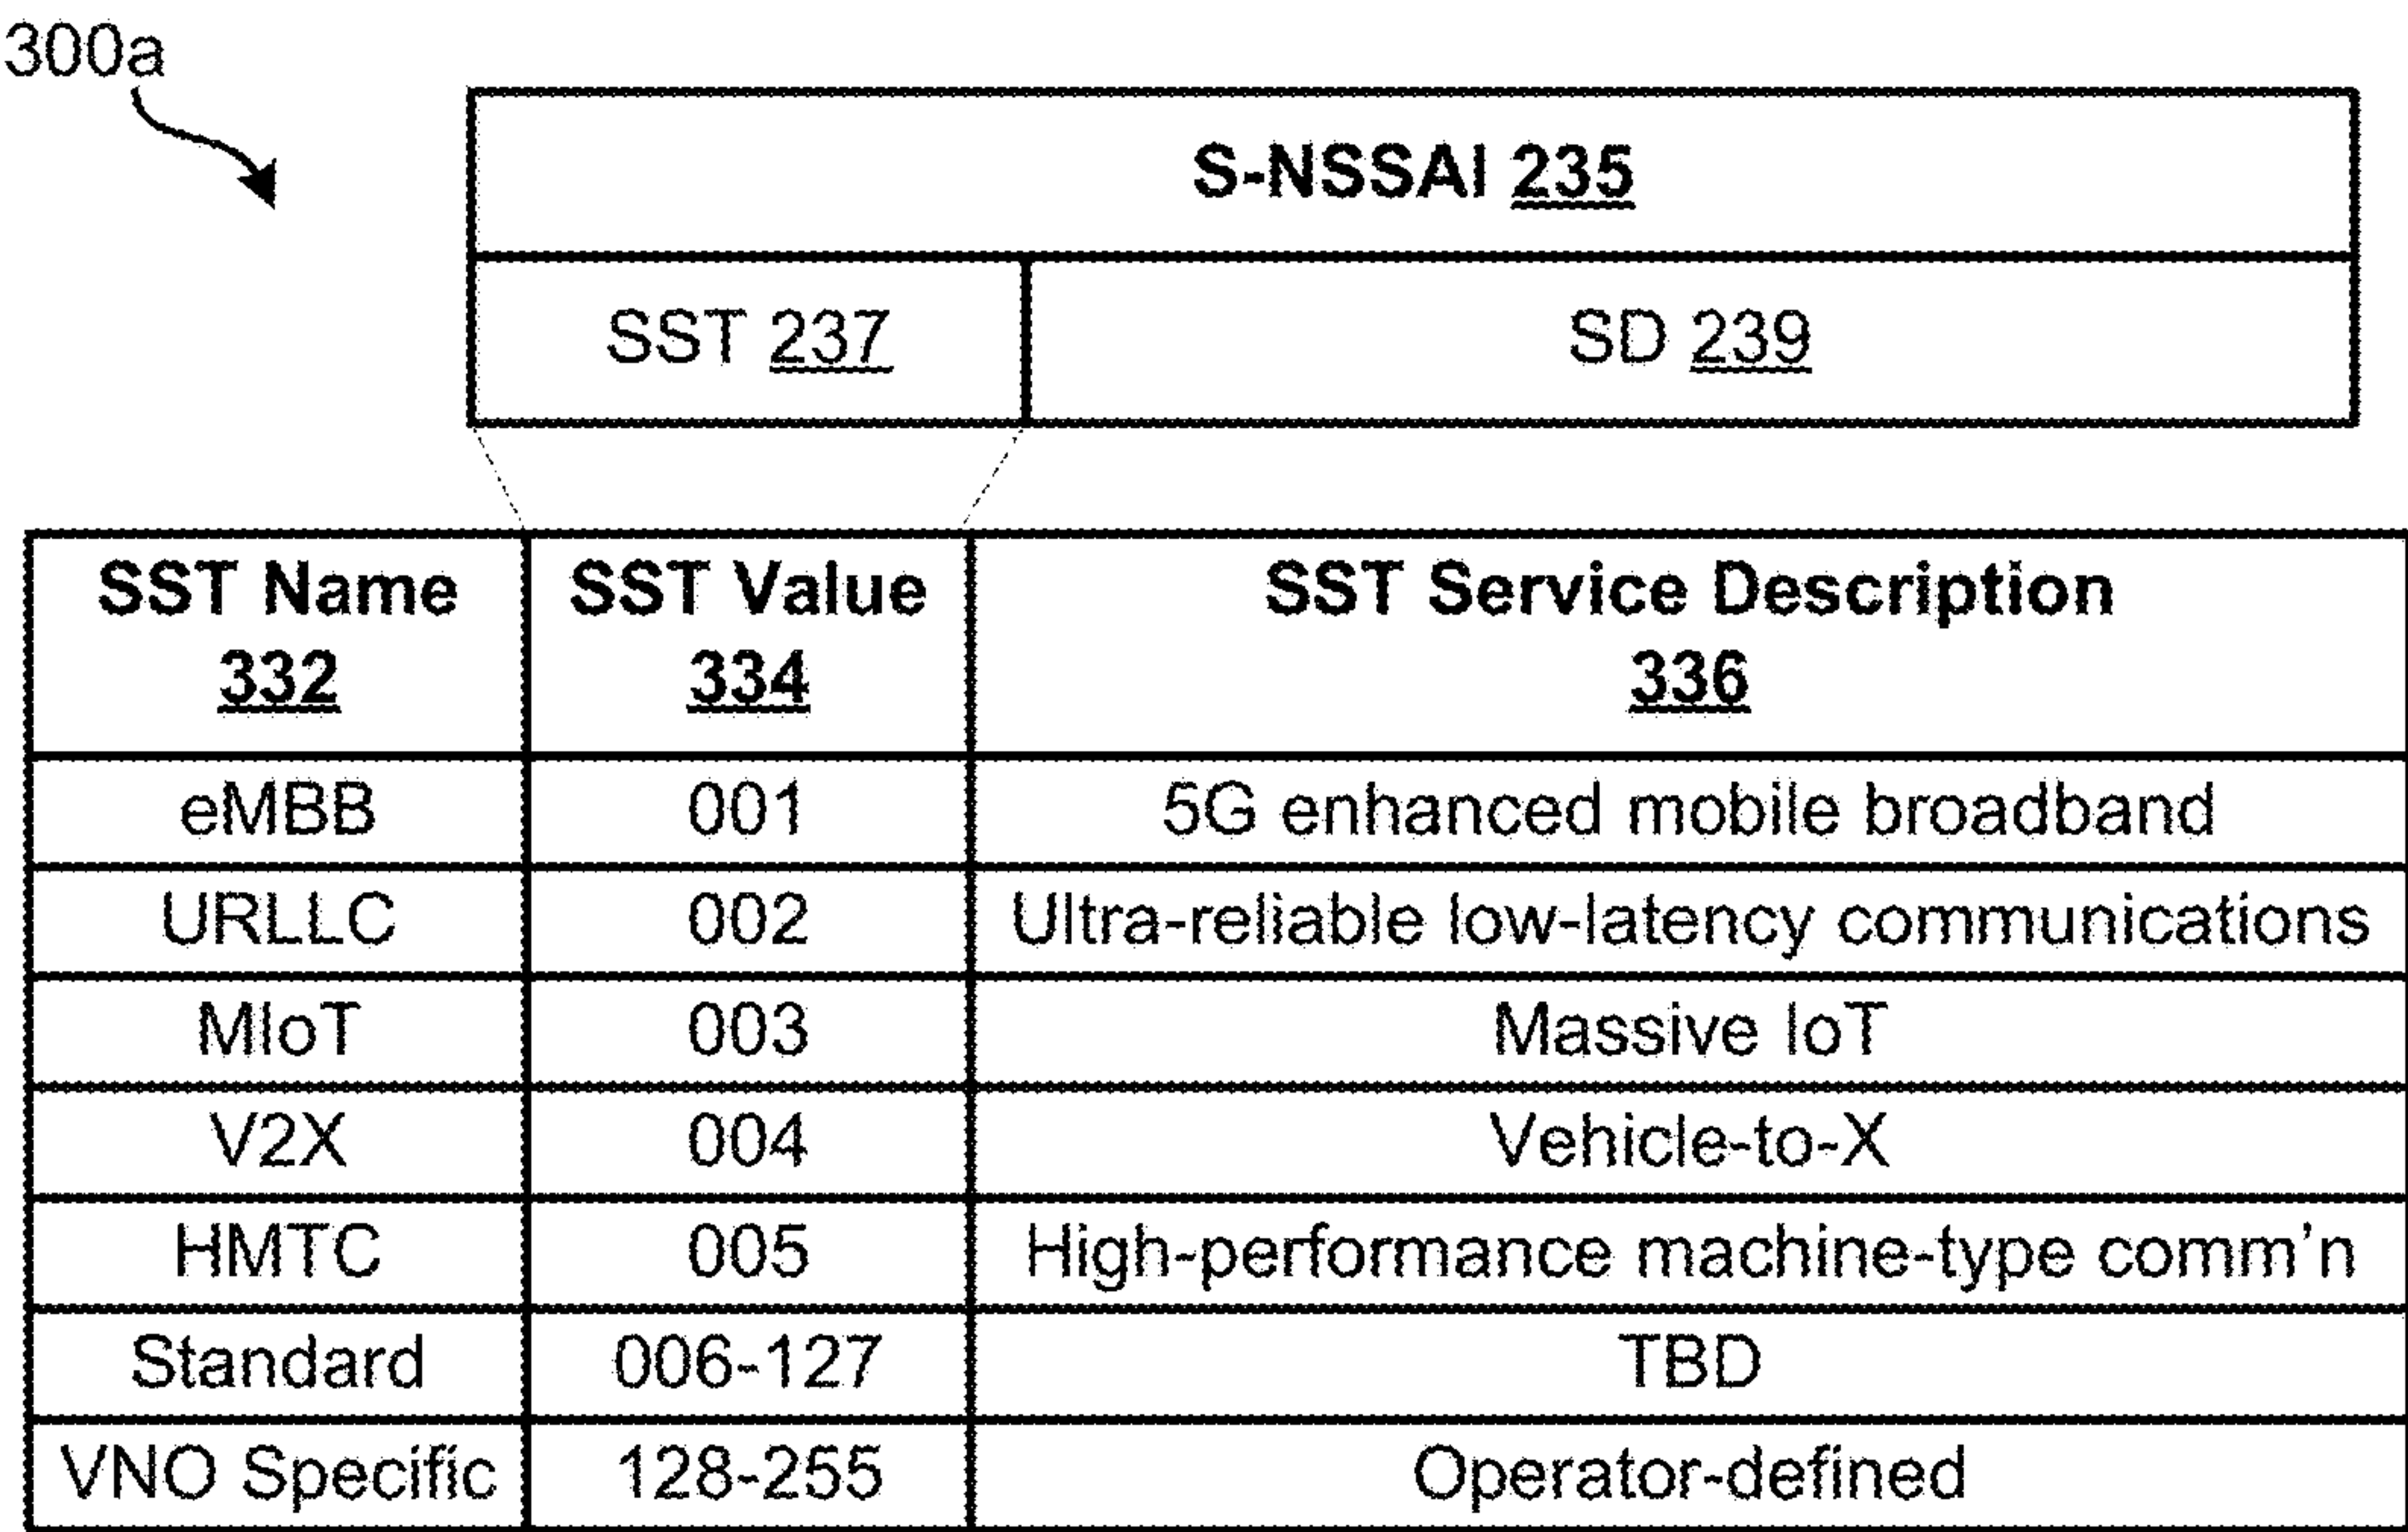 300a
S-NSSAI 235
SST 237 SD 239
SST Name SST Value SST Service Description
332 334 336
eMBB 001 5G enhanced mobile broadband
URLLC 002 Ultra-reliable low-latency communications
MIoT 003 Massive IoT
V2X 004 Vehicle-to-X
HMTC 005 High-performance machine-type comm'n
Standard 006-127 TBD
VNO Specific 128-255 Operator-defined